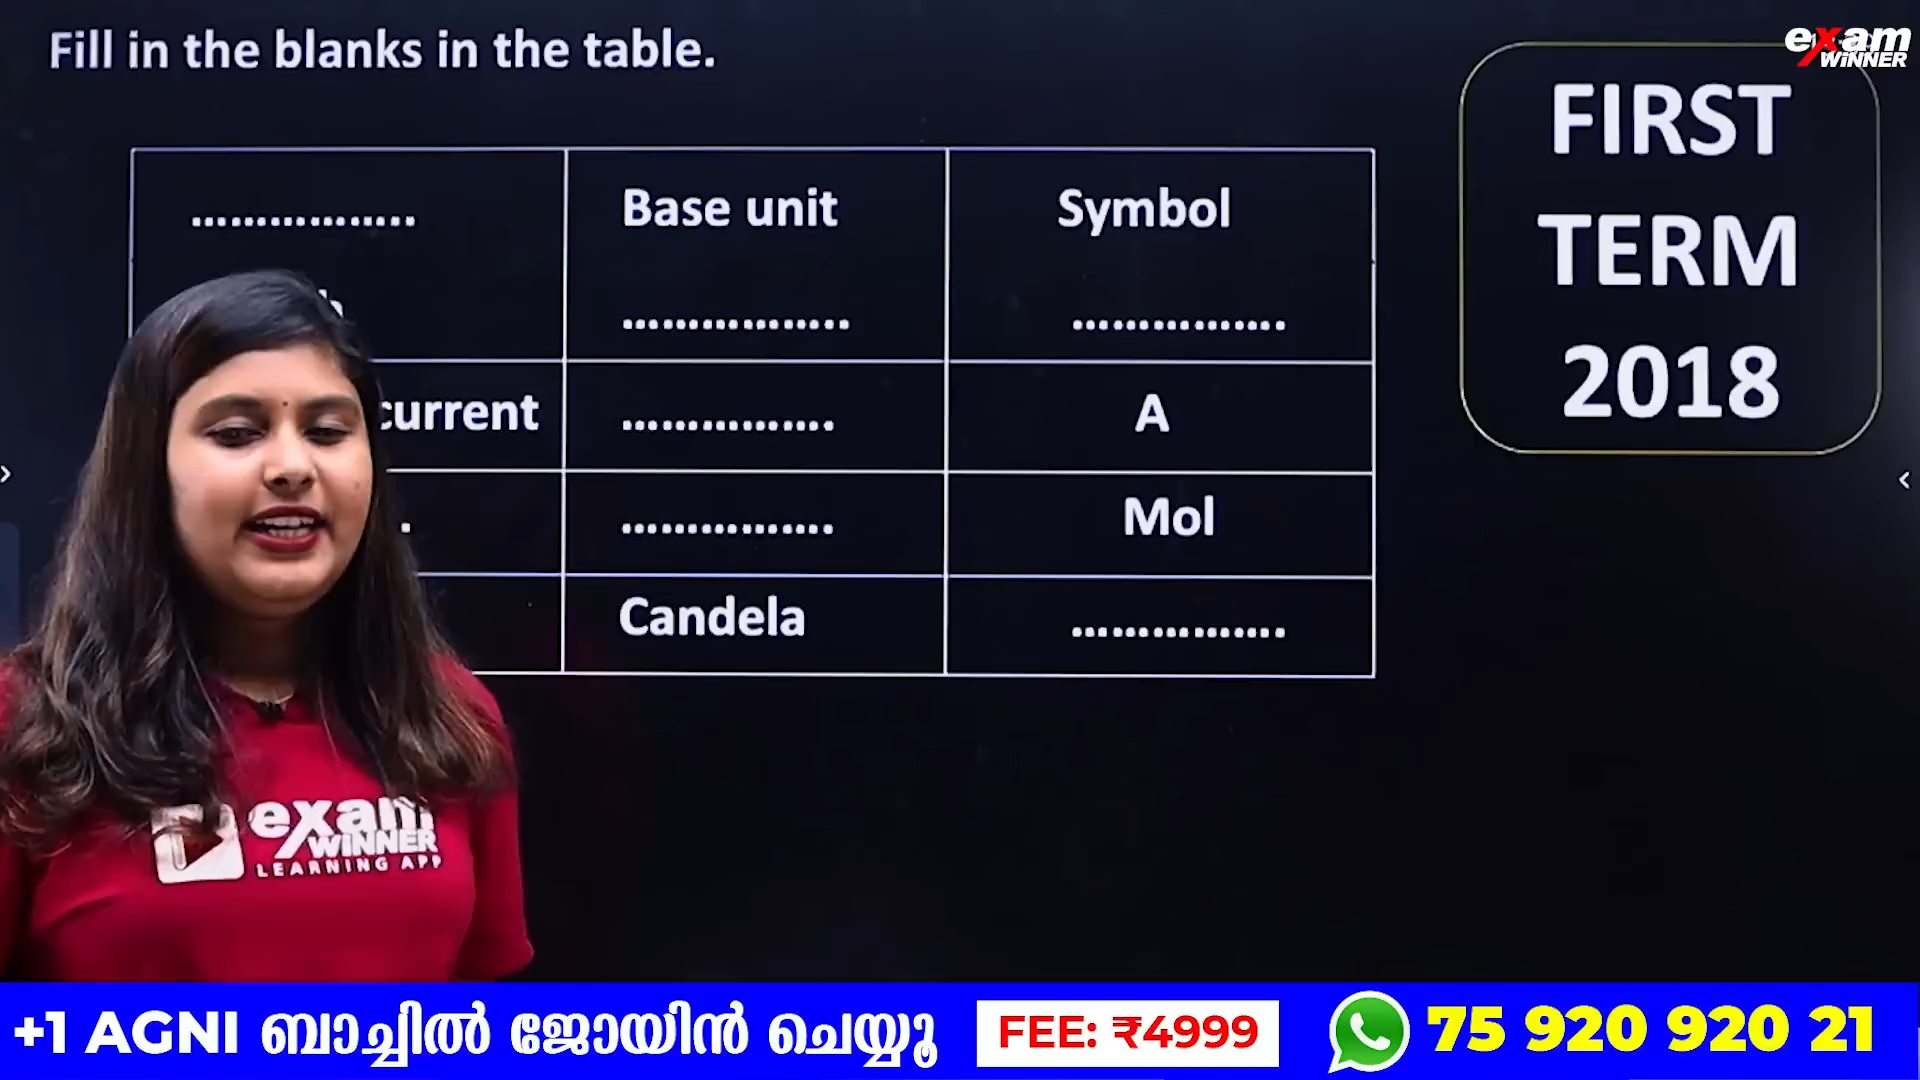 Fill in the blanks in the table.
exam
WINNER
FIRST
TERM
2018
................. Base unit Symbol
................. ................
current ................ A
. ................ Mol
Candela ................
exam
WINNER
LEARNING APP
+1 AGNI ബാച്ചിൽ ജോയിൻ ചെയ്യൂ
FEE: ₹4999
75 920 920 21